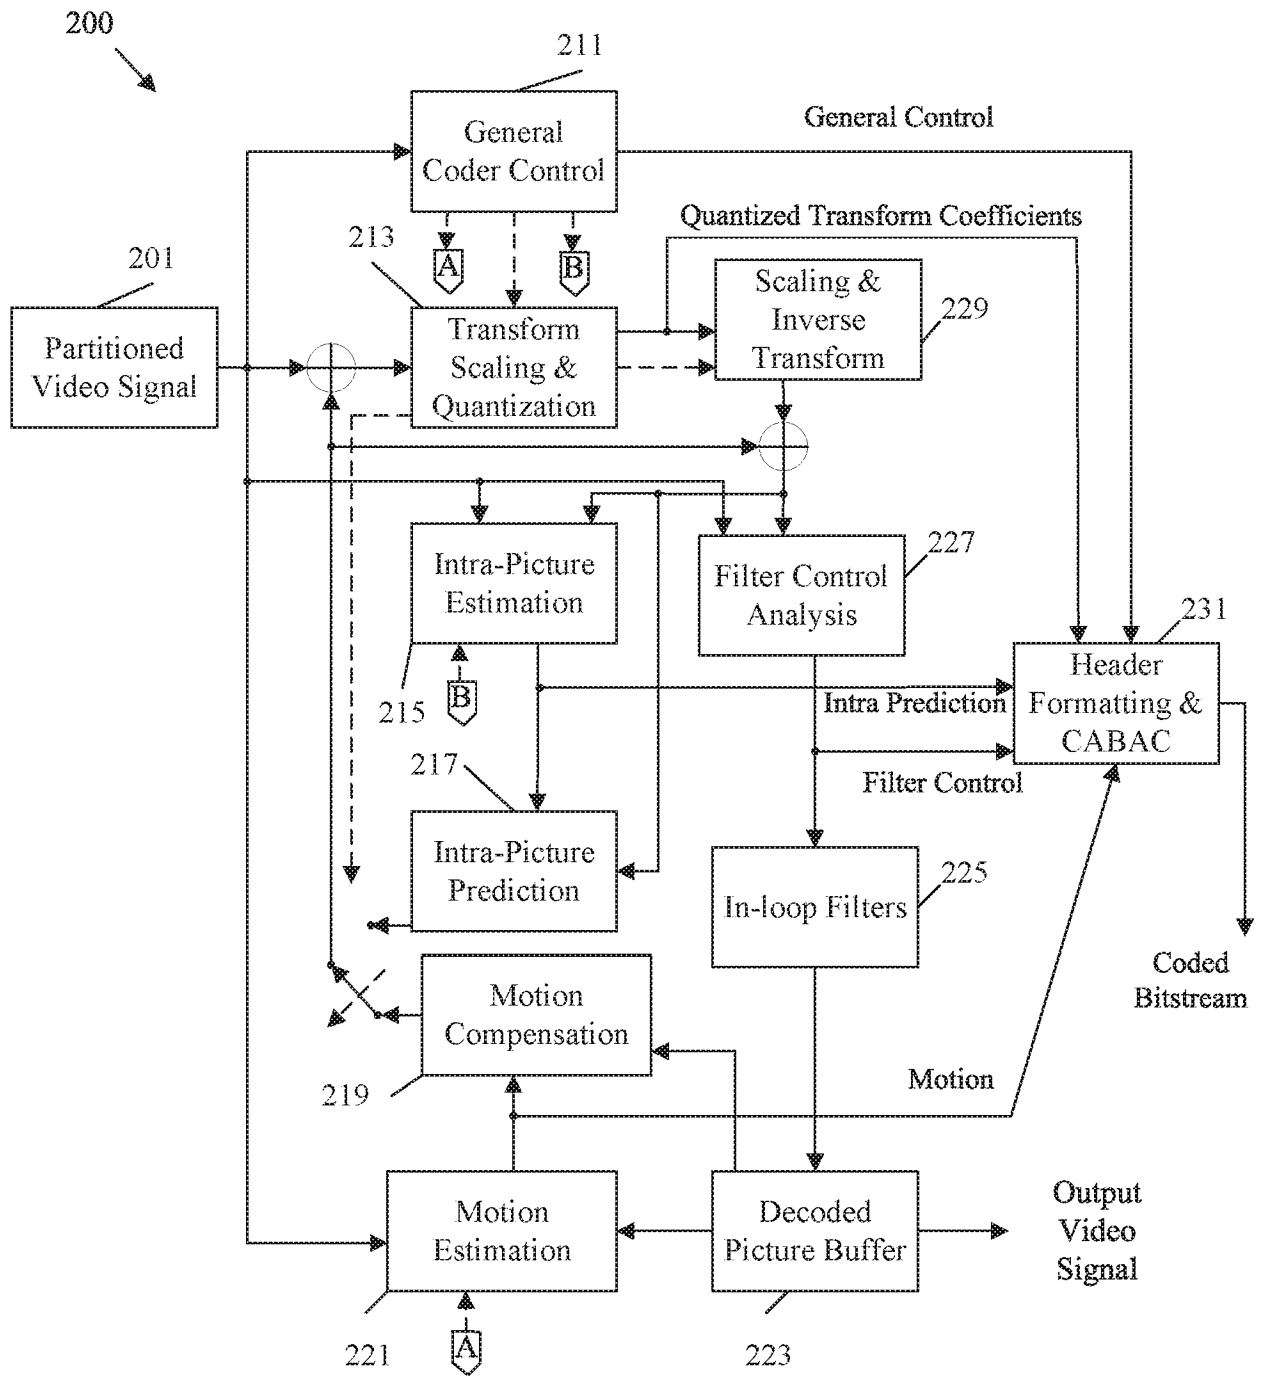 200
211
General
Coder Control
General Control
A
B
Quantized Transform Coefficients
213
201
Partitioned
Video Signal
Transform
Scaling &
Quantization
Scaling &
Inverse
Transform
229
Intra-Picture
Estimation
215
B
Filter Control
Analysis
227
231
Header
Formatting &
CABAC
Intra Prediction
Filter Control
217
Intra-Picture
Prediction
In-loop Filters
225
Coded
Bitstream
Motion
Compensation
219
Motion
Motion
Estimation
221
A
Decoded
Picture Buffer
223
Output
Video
Signal